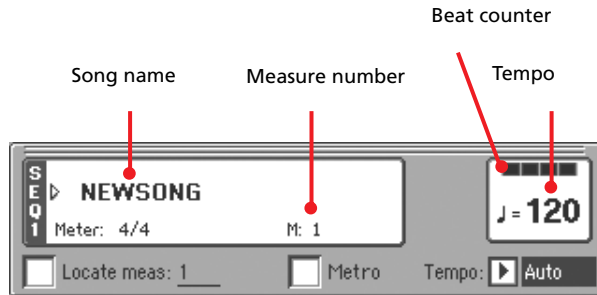 Beat counter
Song name
Measure number
Tempo
SEQ1
NEWSONG
♩=120
Meter: 4/4
M: 1
Locate meas: 1
Metro
Tempo:
Auto